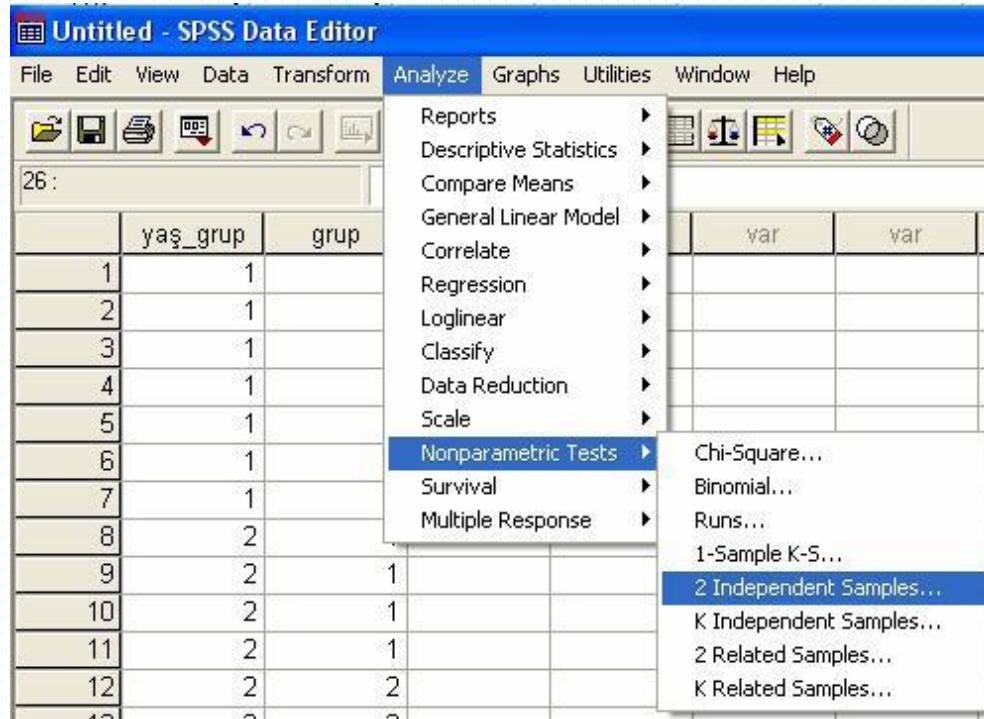 Untitled - SPSS Data Editor
File Edit View Data Transform Analyze Graphs Utilities Window Help
26 :
Reports
Descriptive Statistics
Compare Means
General Linear Model
Correlate
Regression
Loglinear
Classify
Data Reduction
Scale
Nonparametric Tests
Survival
Multiple Response
Chi-Square...
Binomial...
Runs...
1-Sample K-S...
2 Independent Samples...
K Independent Samples...
2 Related Samples...
K Related Samples...
yaş_grup grup var var
1 1
2 1
3 1
4 1
5 1
6 1
7 1
8 2
9 2 1
10 2 1
11 2 1
12 2 2